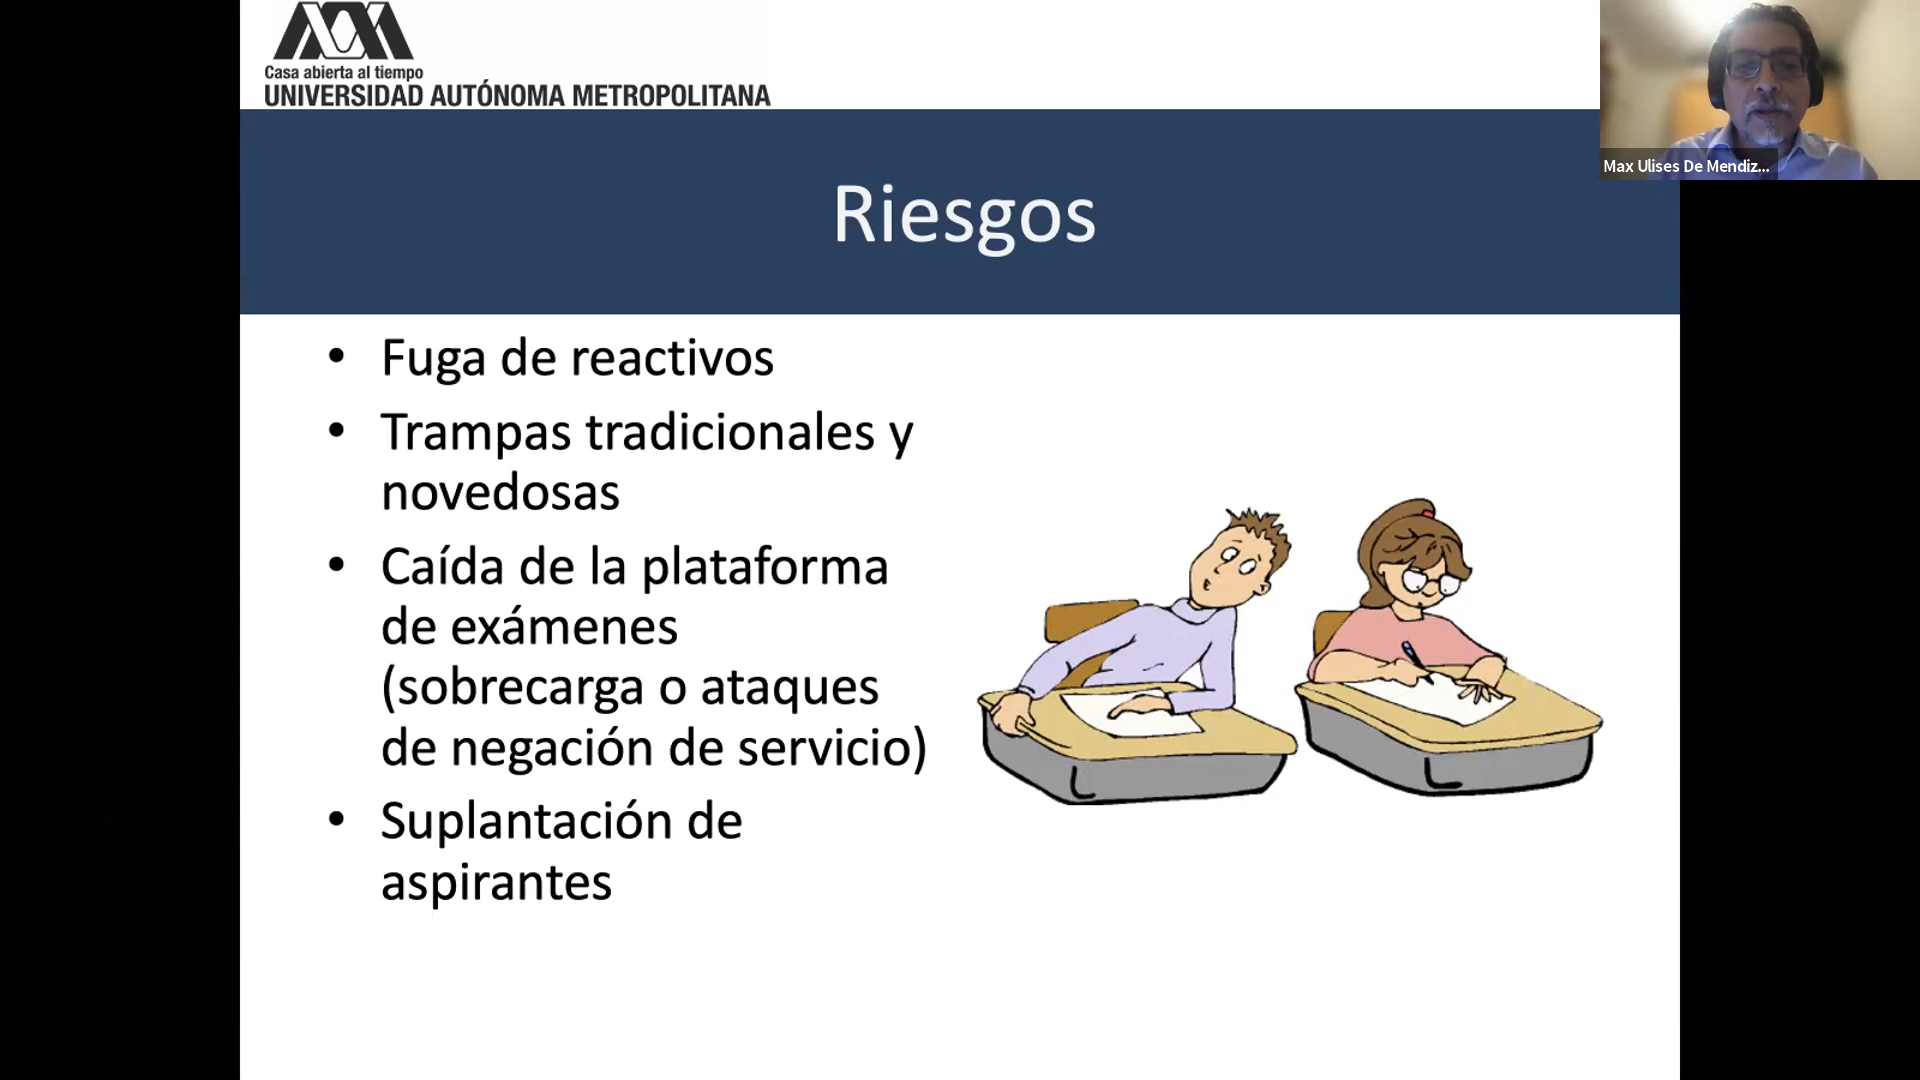 Casa abierta al tiempo
UNIVERSIDAD AUTÓNOMA METROPOLITANA
Max Ulises De Mendiz...
Riesgos
• Fuga de reactivos
• Trampas tradicionales y
novedosas
• Caída de la plataforma
de exámenes
(sobrecarga o ataques
de negación de servicio)
• Suplantación de
aspirantes